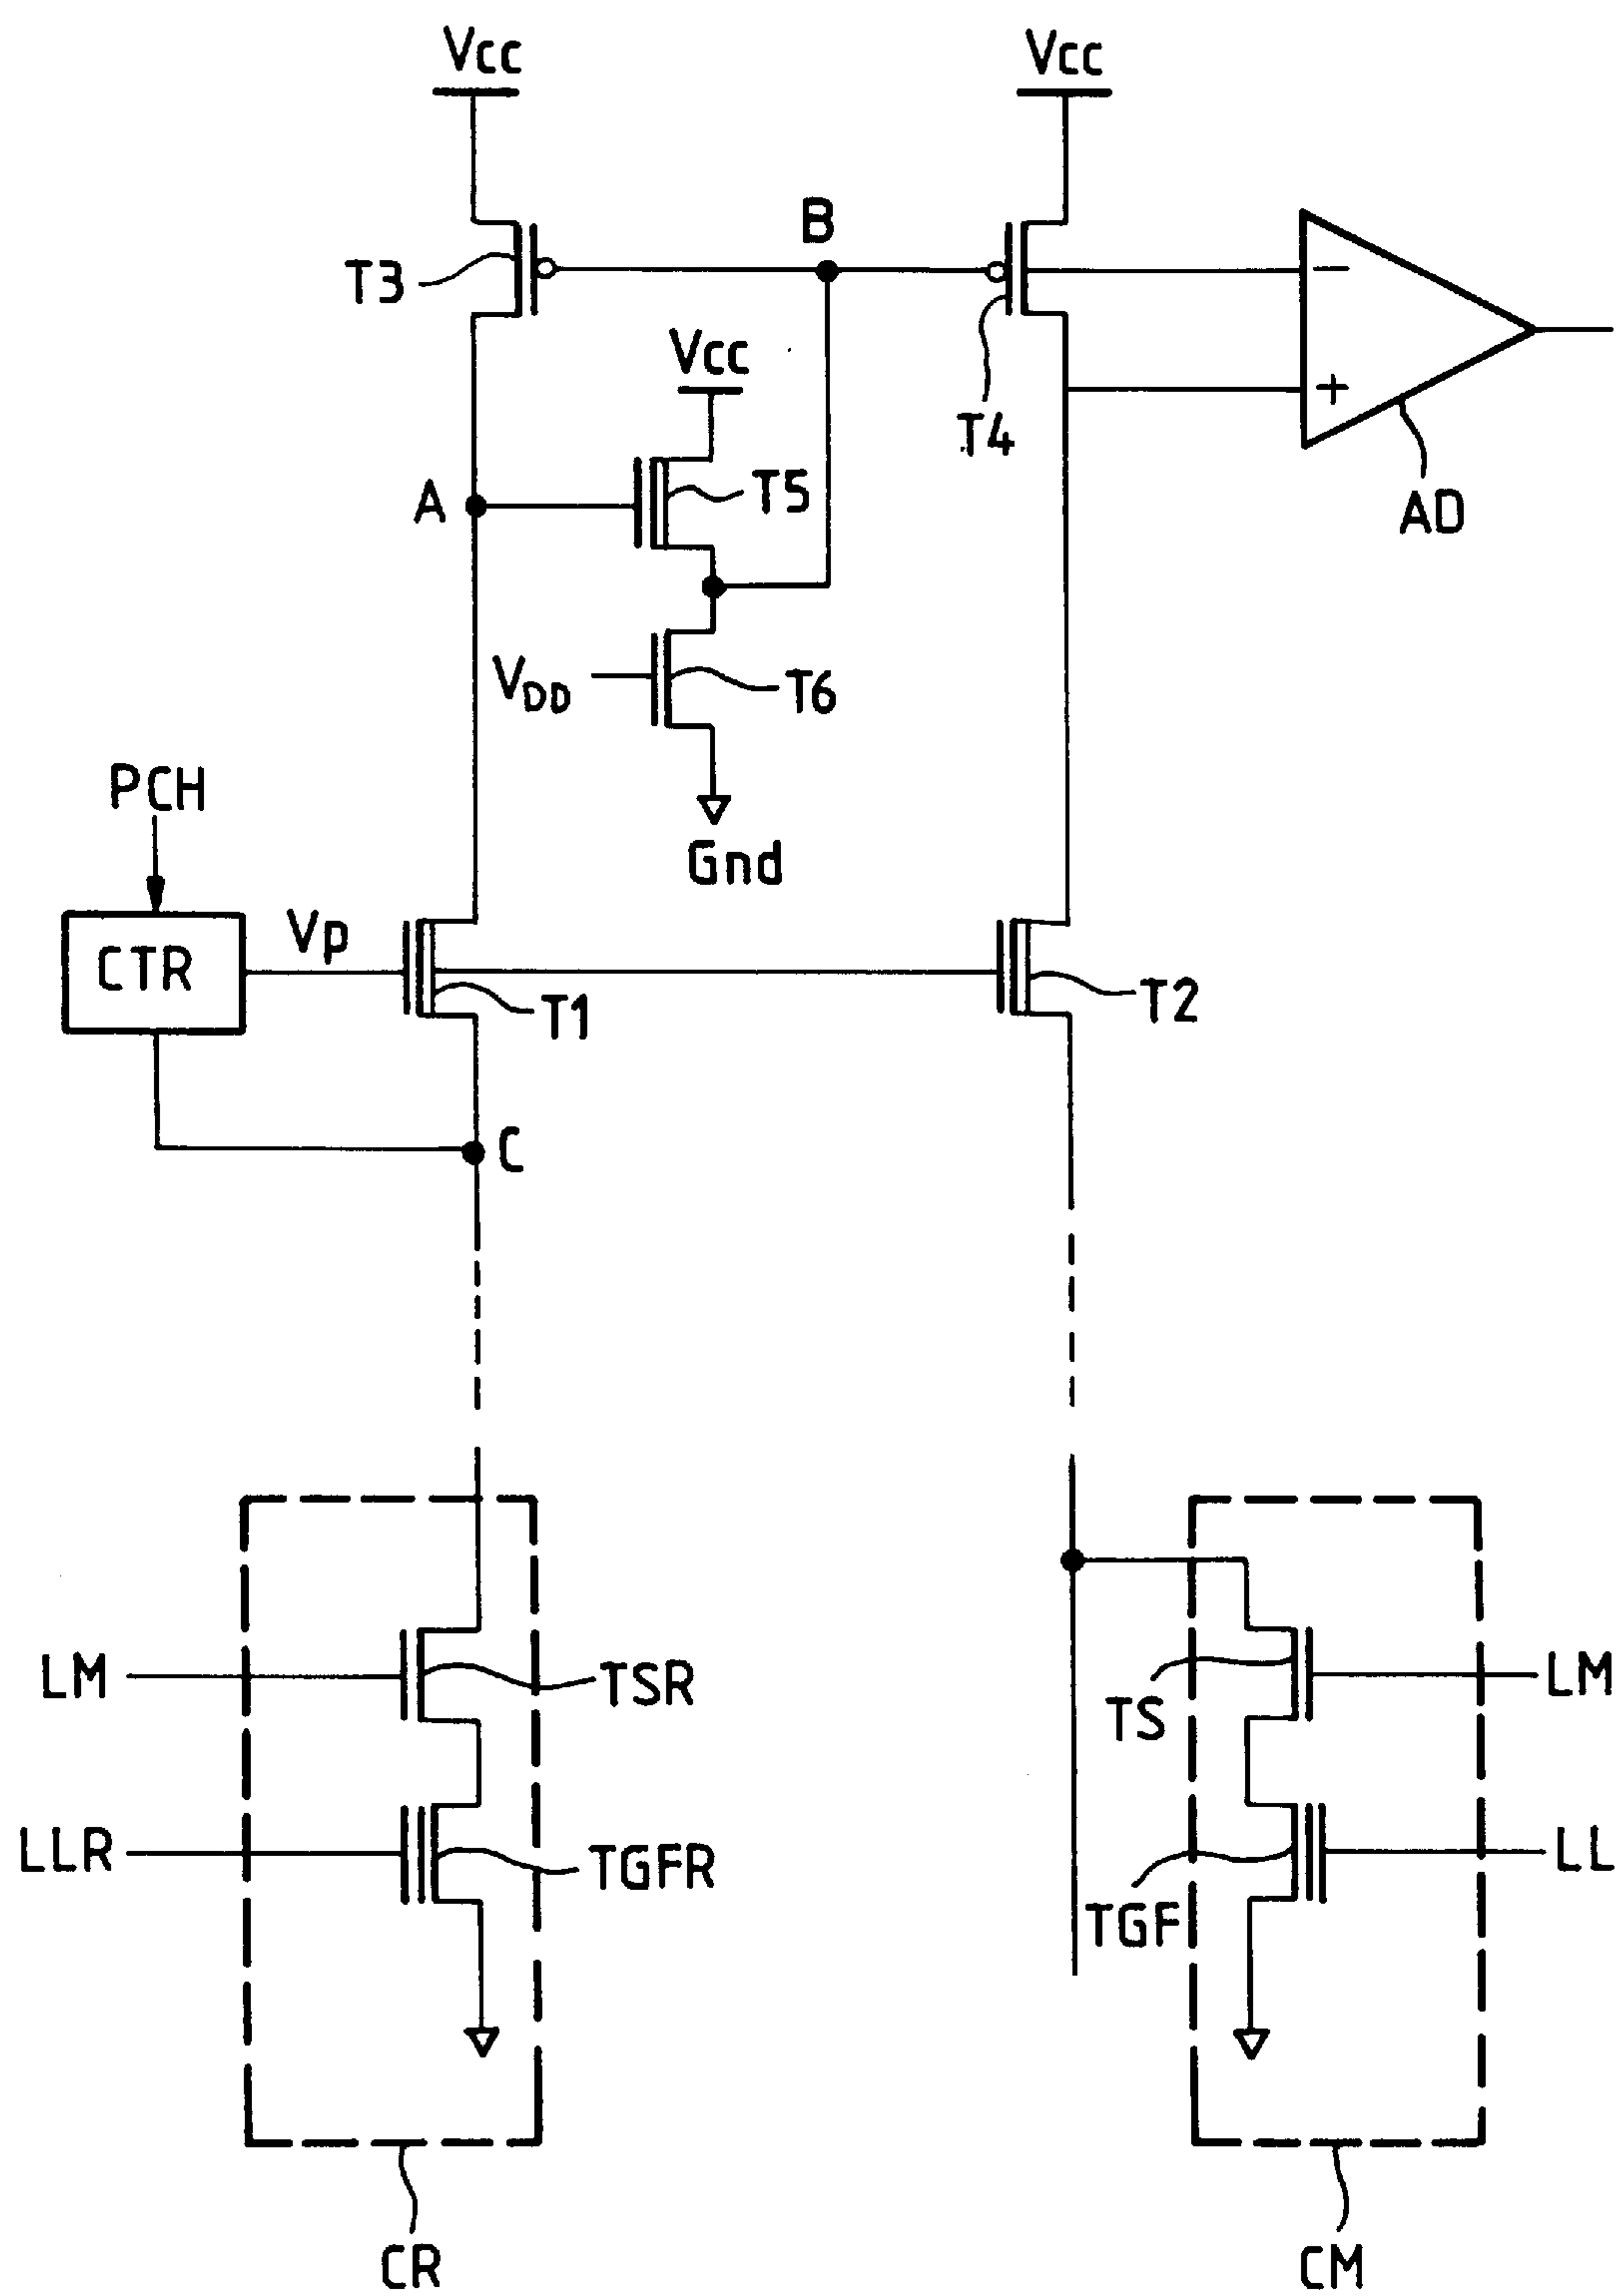 Vcc
Vcc
B
T3
Vcc
−
+
T4
A
T5
AD
VDD
T6
PCH
Gnd
CTR
Vp
T1
T2
C
LM
TSR
TS
LM
LLR
TGFR
TGF
LL
CR
CM